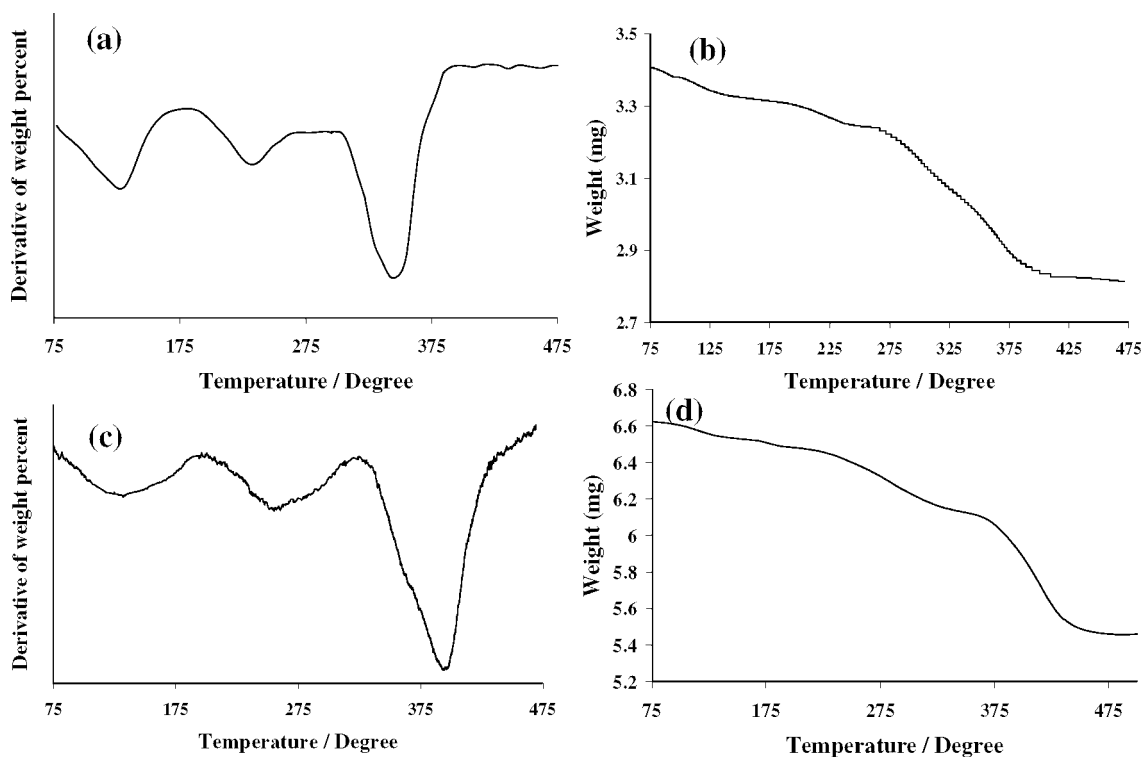 (a)
Derivative of weight percent
75 175 275 375 475
Temperature / Degree
(b)
Weight (mg)
3.5
3.3
3.1
2.9
2.7
75 125 175 225 275 325 375 425 475
Temperature / Degree
(c)
Derivative of weight percent
75 175 275 375 475
Temperature / Degree
(d)
Weight (mg)
6.8
6.6
6.4
6.2
6
5.8
5.6
5.4
5.2
75 175 275 375 475
Temperature / Degree